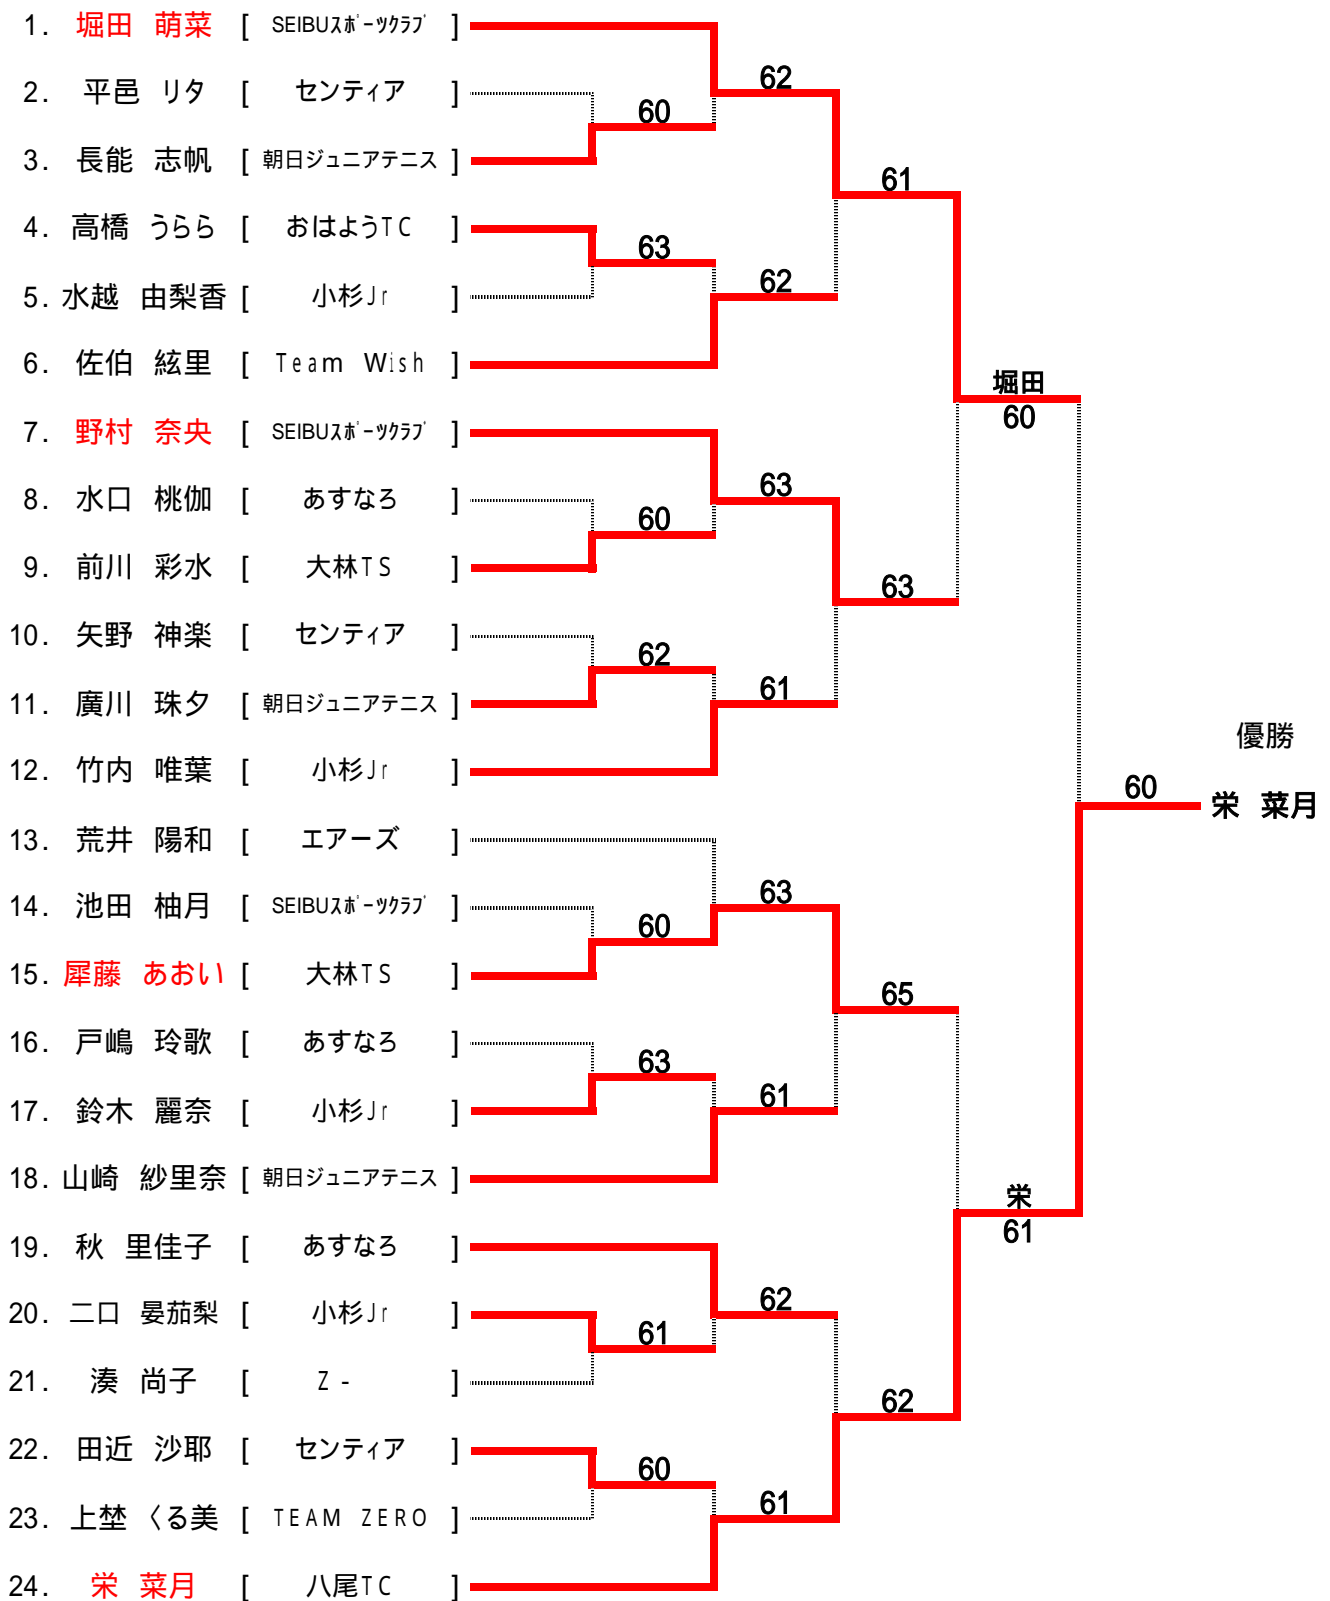 1. 堀田 萌菜 [ SEIBUｽﾎﾟｰﾂｸﾗﾌﾞ ]
62
2. 平邑 リタ [ センティア ]
60
3. 長能 志帆 [ 朝日ジュニアテニス ]
61
4. 高橋 うらら [ おはようTC ]
63
62
5. 水越 由梨香 [ 小杉Jr ]
6. 佐伯 絃里 [ Team Wish ]
堀田
60
7. 野村 奈央 [ SEIBUｽﾎﾟｰﾂｸﾗﾌﾞ ]
63
8. 水口 桃伽 [ あすなろ ]
60
9. 前川 彩水 [ 大林TS ]
63
10. 矢野 神楽 [ センティア ]
62
61
11. 廣川 珠夕 [ 朝日ジュニアテニス ]
優勝
12. 竹内 唯葉 [ 小杉Jr ]
60
栄 菜月
13. 荒井 陽和 [ エアーズ ]
63
14. 池田 柚月 [ SEIBUｽﾎﾟｰﾂｸﾗﾌﾞ ]
60
15. 犀藤 あおい [ 大林TS ]
65
16. 戸嶋 玲歌 [ あすなろ ]
63
61
17. 鈴木 麗奈 [ 小杉Jr ]
18. 山崎 紗里奈 [ 朝日ジュニアテニス ]
栄
61
19. 秋 里佳子 [ あすなろ ]
62
20. 二口 晏茄梨 [ 小杉Jr ]
61
21. 湊 尚子 [ Z - ]
62
22. 田近 沙耶 [ センティア ]
60
61
23. 上埜 くる美 [ TEAM ZERO ]
24. 栄 菜月 [ 八尾TC ]